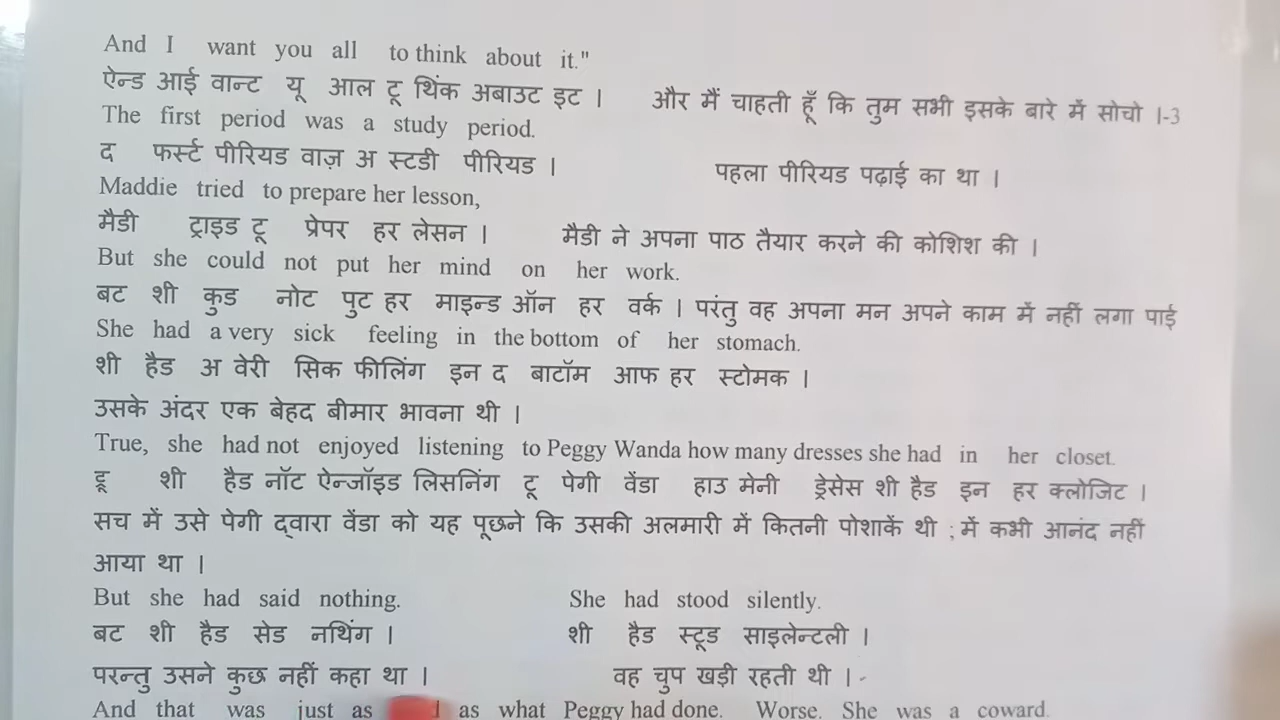 And I want you all to think about it."
ऐन्ड आई वान्ट यू आल टू थिंक अबाउट इट । और मैं चाहती हूँ कि तुम सभी इसके बारे में सोचो ।-3
The first period was a study period.
द फर्स्ट पीरियड वाज़ अ स्टडी पीरियड । पहला पीरियड पढ़ाई का था ।
Maddie tried to prepare her lesson,
मैडी ट्राइड टू प्रेपर हर लेसन । मैडी ने अपना पाठ तैयार करने की कोशिश की ।
But she could not put her mind on her work.
बट शी कुड नोट पुट हर माइन्ड ऑन हर वर्क । परंतु वह अपना मन अपने काम में नहीं लगा पाई
She had a very sick feeling in the bottom of her stomach.
शी हैड अ वेरी सिक फीलिंग इन द बाटॉम आफ हर स्टोमक ।
उसके अंदर एक बेहद बीमार भावना थी ।
True, she had not enjoyed listening to Peggy Wanda how many dresses she had in her closet.
ट्रू शी हैड नॉट ऐन्जॉइड लिसनिंग टू पेगी वेंडा हाउ मेनी ड्रेसेस शी हैड इन हर क्लोजिट ।
सच में उसे पेगी द्वारा वेंडा को यह पूछने कि उसकी अलमारी में कितनी पोशाकें थी ; में कभी आनंद नहीं
आया था ।
But she had said nothing. She had stood silently.
बट शी हैड सेड नथिंग । शी हैड स्टूड साइलेन्टली ।
परन्तु उसने कुछ नहीं कहा था । वह चुप खड़ी रहती थी ।
And that was just as as what Peggy had done. Worse. She was a coward.